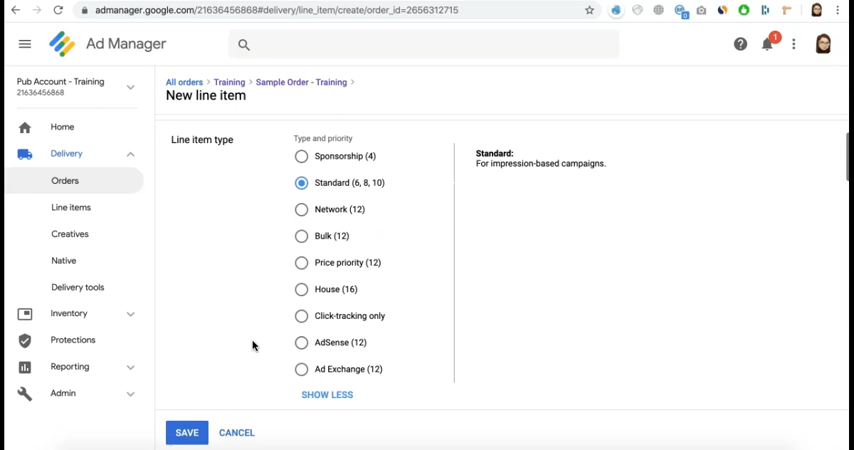 admanager.google.com/21636456868#delivery/line_item/create/order_id=2656312715
Ad Manager
1
Pub Account - Training
21636456868
Home
Delivery
Orders
Line items
Creatives
Native
Delivery tools
Inventory
Protections
Reporting
Admin
All orders > Training > Sample Order - Training >
New line item
Line item type
Type and priority
Sponsorship (4)
Standard (6, 8, 10)
Network (12)
Bulk (12)
Price priority (12)
House (16)
Click-tracking only
AdSense (12)
Ad Exchange (12)
SHOW LESS
Standard:
For impression-based campaigns.
SAVE CANCEL